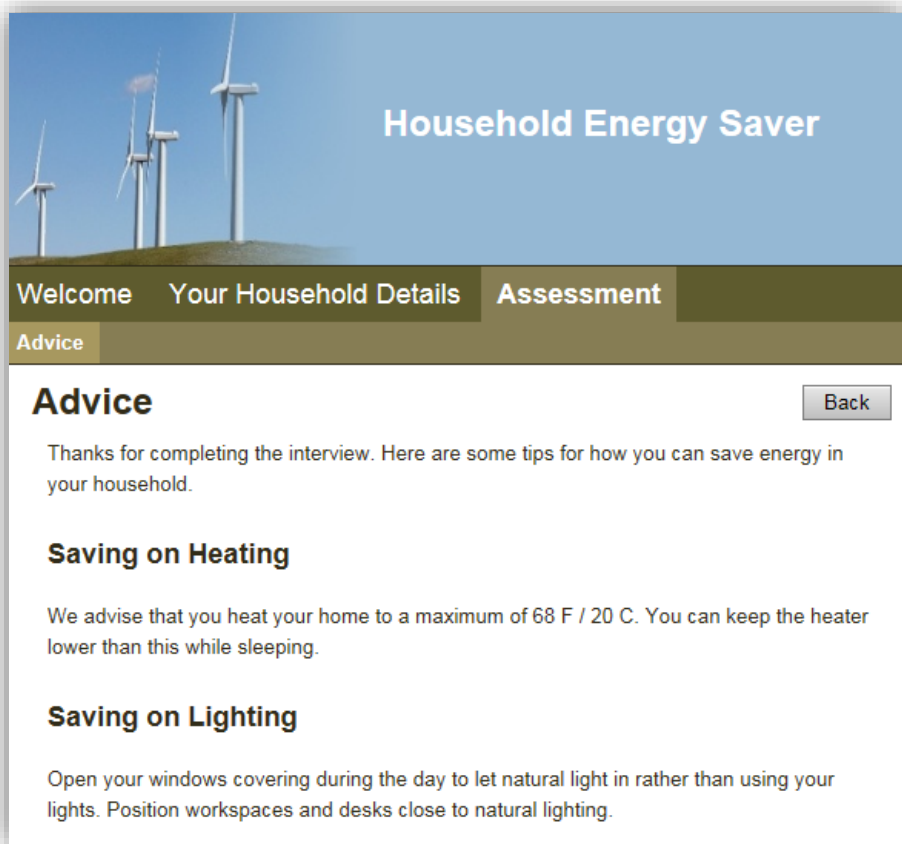 Household Energy Saver
Welcome Your Household Details Assessment
Advice
Advice
Back
Thanks for completing the interview. Here are some tips for how you can save energy in
your household.
Saving on Heating
We advise that you heat your home to a maximum of 68 F / 20 C. You can keep the heater
lower than this while sleeping.
Saving on Lighting
Open your windows covering during the day to let natural light in rather than using your
lights. Position workspaces and desks close to natural lighting.